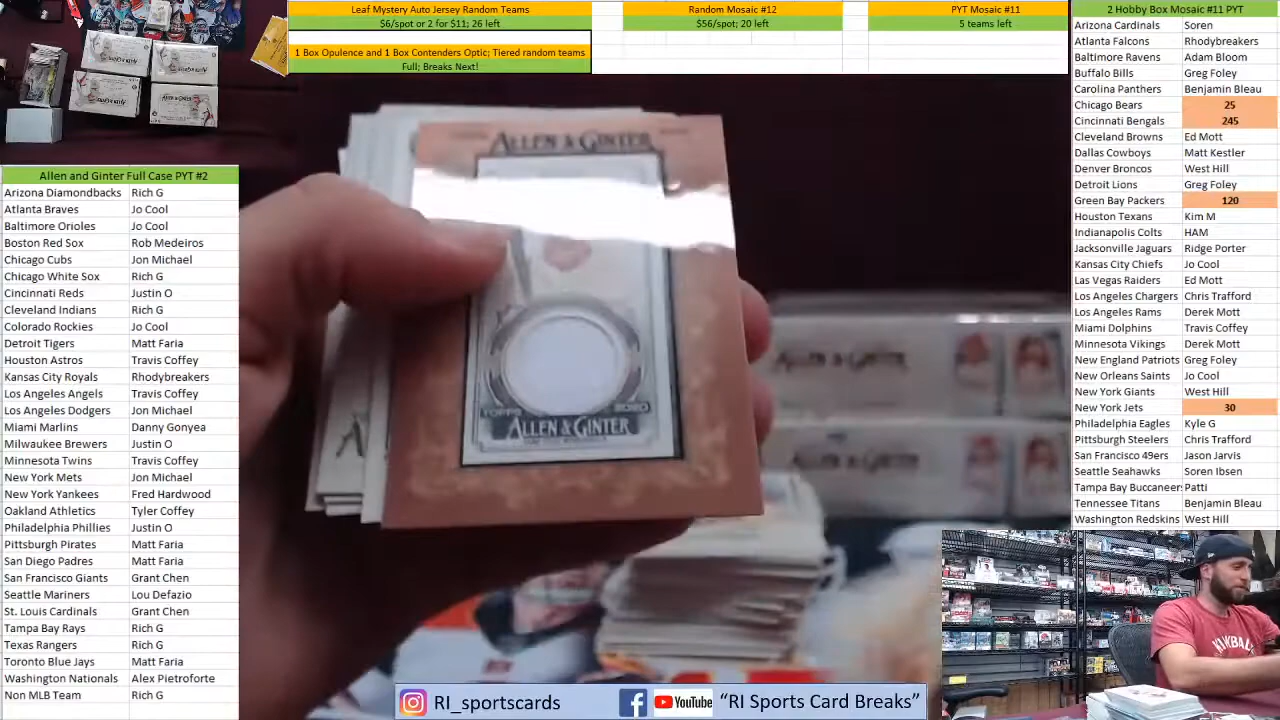 Leaf Mystery Auto Jersey Random Teams
$6/spot or 2 for $11; 26 left
1 Box Opulence and 1 Box Contenders Optic; Tiered random teams
Full; Breaks Next!
Random Mosaic #12
$56/spot; 20 left
PYT Mosaic #11
5 teams left
2 Hobby Box Mosaic #11 PYT
Arizona Cardinals Soren
Atlanta Falcons Rhodybreakers
Baltimore Ravens Adam Bloom
Buffalo Bills Greg Foley
Carolina Panthers Benjamin Bleau
Chicago Bears 25
Cincinnati Bengals 245
Cleveland Browns Ed Mott
Dallas Cowboys Matt Kestler
Denver Broncos West Hill
Detroit Lions Greg Foley
Green Bay Packers 120
Houston Texans Kim M
Indianapolis Colts HAM
Jacksonville Jaguars Ridge Porter
Kansas City Chiefs Jo Cool
Las Vegas Raiders Ed Mott
Los Angeles Chargers Chris Trafford
Los Angeles Rams Derek Mott
Miami Dolphins Travis Coffey
Minnesota Vikings Derek Mott
New England Patriots Greg Foley
New Orleans Saints Jo Cool
New York Giants West Hill
New York Jets 30
Philadelphia Eagles Kyle G
Pittsburgh Steelers Chris Trafford
San Francisco 49ers Jason Jarvis
Seattle Seahawks Soren Ibsen
Tampa Bay Buccaneers Patti
Tennessee Titans Benjamin Bleau
Washington Redskins West Hill
Allen and Ginter Full Case PYT #2
Arizona Diamondbacks Rich G
Atlanta Braves Jo Cool
Baltimore Orioles Jo Cool
Boston Red Sox Rob Medeiros
Chicago Cubs Jon Michael
Chicago White Sox Rich G
Cincinnati Reds Justin O
Cleveland Indians Rich G
Colorado Rockies Jo Cool
Detroit Tigers Matt Faria
Houston Astros Travis Coffey
Kansas City Royals Rhodybreakers
Los Angeles Angels Travis Coffey
Los Angeles Dodgers Jon Michael
Miami Marlins Danny Gonyea
Milwaukee Brewers Justin O
Minnesota Twins Travis Coffey
New York Mets Jon Michael
New York Yankees Fred Hardwood
Oakland Athletics Tyler Coffey
Philadelphia Phillies Justin O
Pittsburgh Pirates Matt Faria
San Diego Padres Matt Faria
San Francisco Giants Grant Chen
Seattle Mariners Lou Defazio
St. Louis Cardinals Grant Chen
Tampa Bay Rays Rich G
Texas Rangers Rich G
Toronto Blue Jays Matt Faria
Washington Nationals Alex Pietroforte
Non MLB Team Rich G
ALLEN & GINTER
TOPPS 2020
ALLEN & GINTER
RI_sportscards
YouTube
"RI Sports Card Breaks"